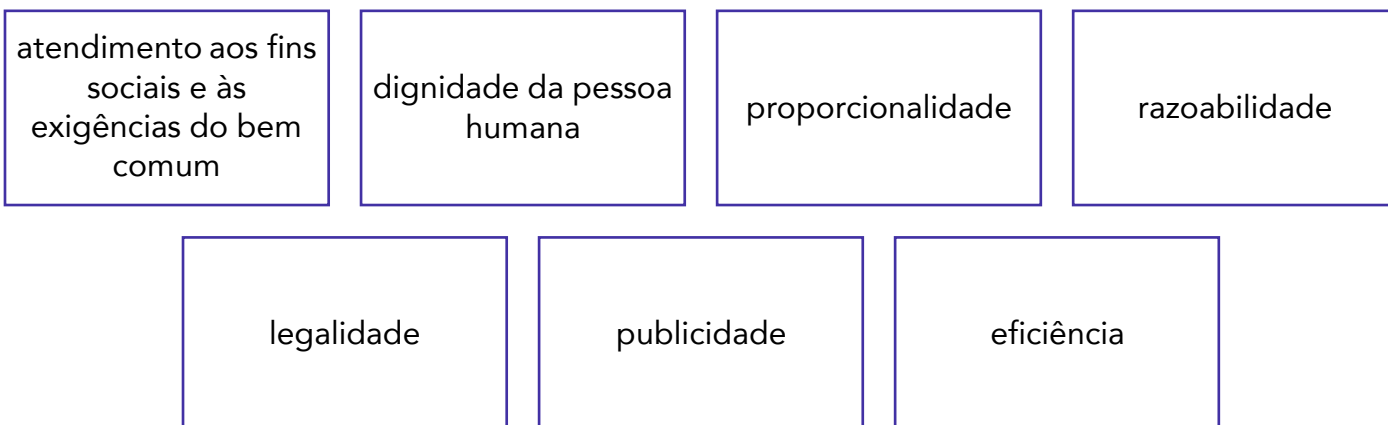 atendimento aos fins
sociais e às
exigências do bem
comum
dignidade da pessoa
humana
proporcionalidade
razoabilidade
legalidade
publicidade
eficiência